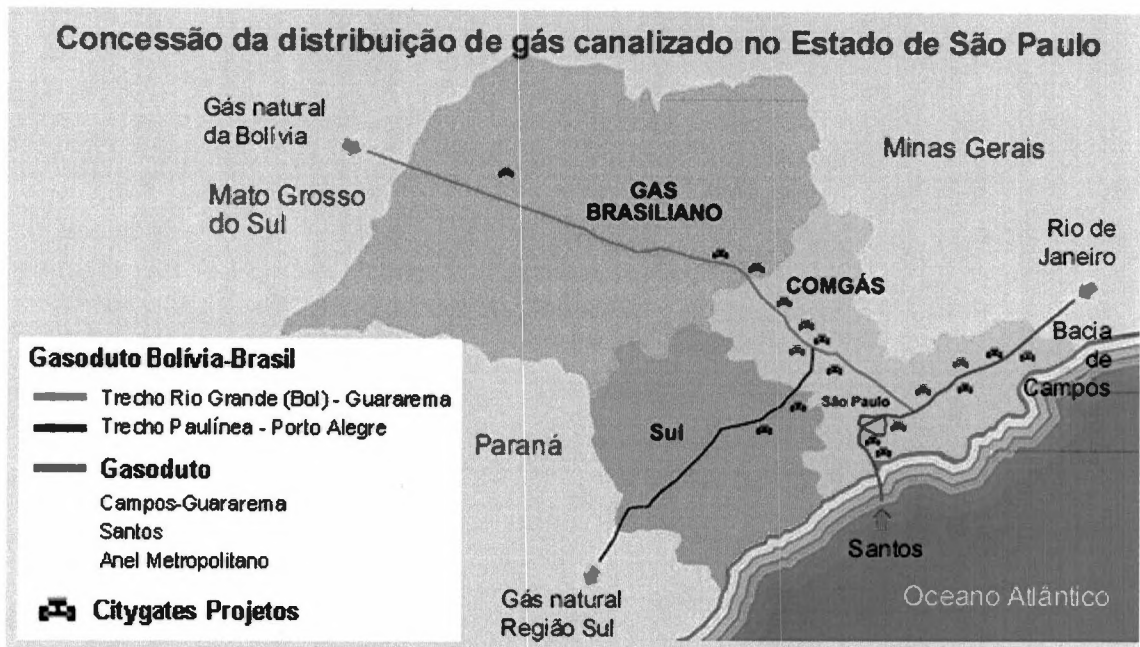 Concessão da distribuição de gás canalizado no Estado de São Paulo
Gás natural
da Bolívia
Mato Grosso
do Sul
GAS
BRASILIANO
Minas Gerais
Rio de
Janeiro
COMGÁS
Bacia
de
Campos
São Paulo
Sul
Paraná
Santos
Gás natural
Região Sul
Oceano Atlântico
Gasoduto Bolívia-Brasil
Trecho Rio Grande (Bol) - Guararema
Trecho Paulínea - Porto Alegre
Gasoduto
Campos-Guararema
Santos
Anel Metropolitano
Citygates Projetos